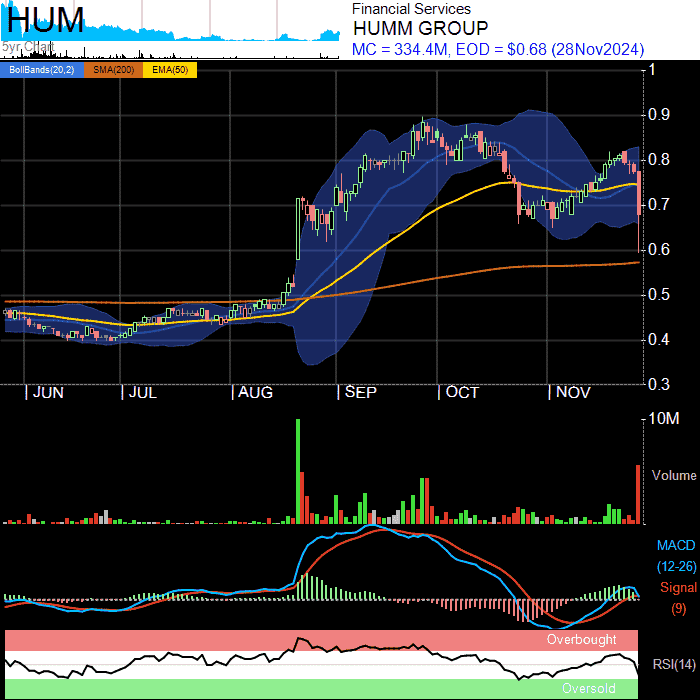 HUM
5yr.Chart
Financial Services
HUMM GROUP
MC = 334.4M, EOD = $0.68 (28Nov2024)
BollBands(20,2) SMA(200) EMA(50)
1
0.9
0.8
0.7
0.6
0.5
0.4
0.3
JUN JUL AUG SEP OCT NOV
10M
Volume
MACD
(12-26)
Signal
(9)
Overbought
RSI(14)
Oversold